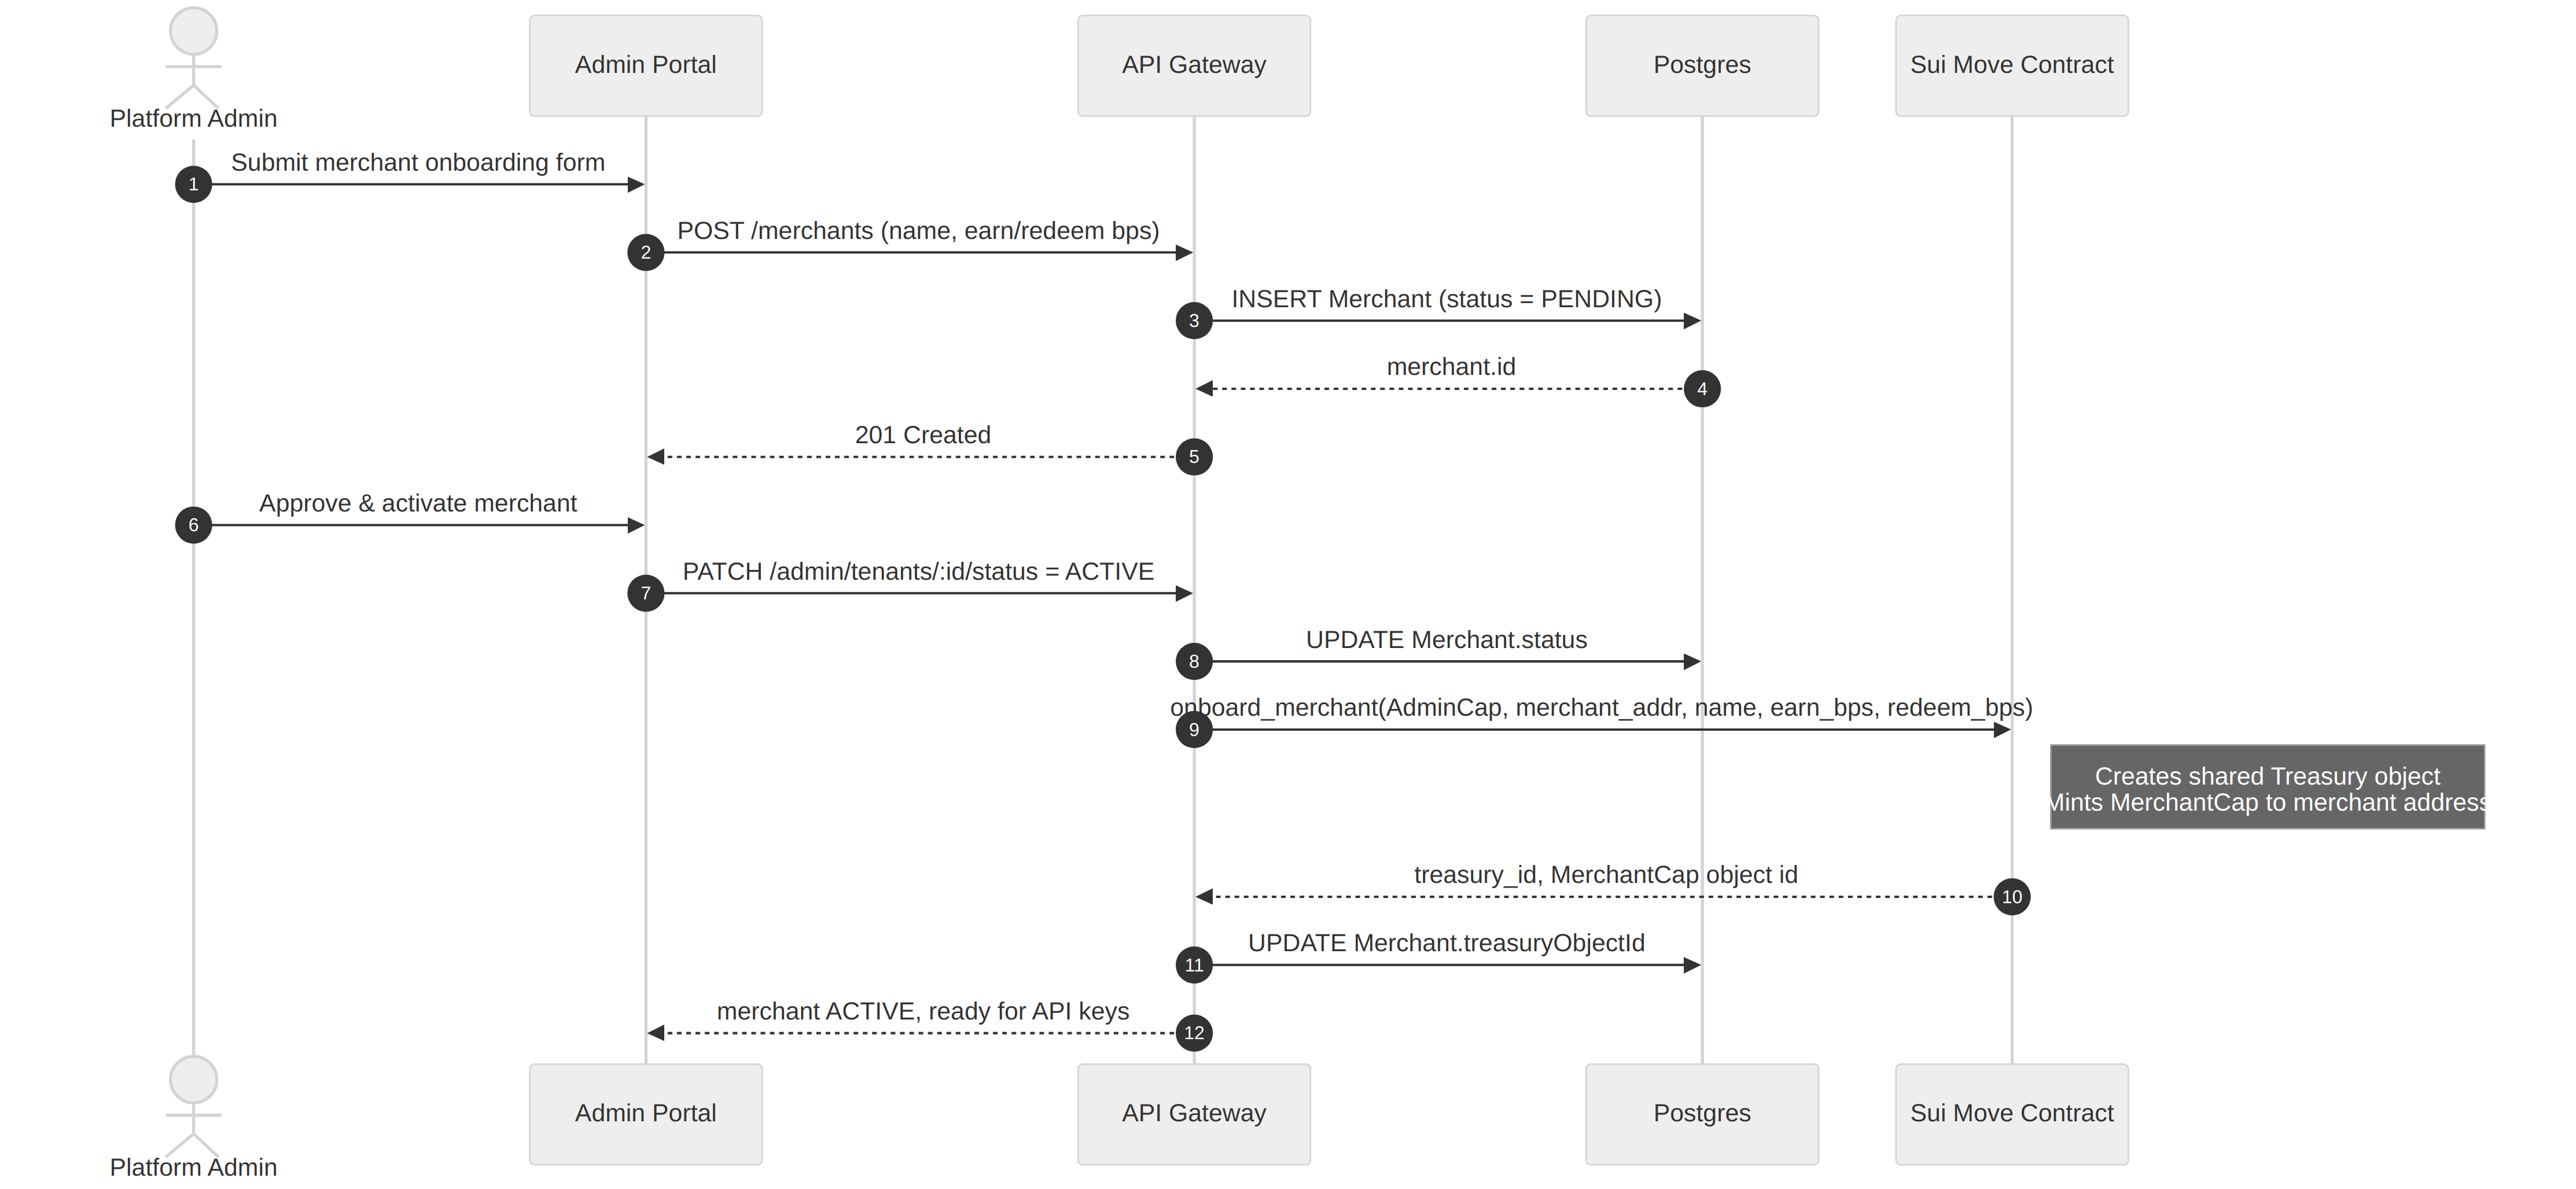 Admin Portal
API Gateway
Postgres
Sui Move Contract
Platform Admin
Submit merchant onboarding form
1
POST /merchants (name, earn/redeem bps)
2
INSERT Merchant (status = PENDING)
3
merchant.id
4
201 Created
5
Approve & activate merchant
6
PATCH /admin/tenants/:id/status = ACTIVE
7
UPDATE Merchant.status
8
onboard_merchant(AdminCap, merchant_addr, name, earn_bps, redeem_bps)
9
Creates shared Treasury object
Mints MerchantCap to merchant address
treasury_id, MerchantCap object id
10
UPDATE Merchant.treasuryObjectId
11
merchant ACTIVE, ready for API keys
12
Admin Portal
API Gateway
Postgres
Sui Move Contract
Platform Admin